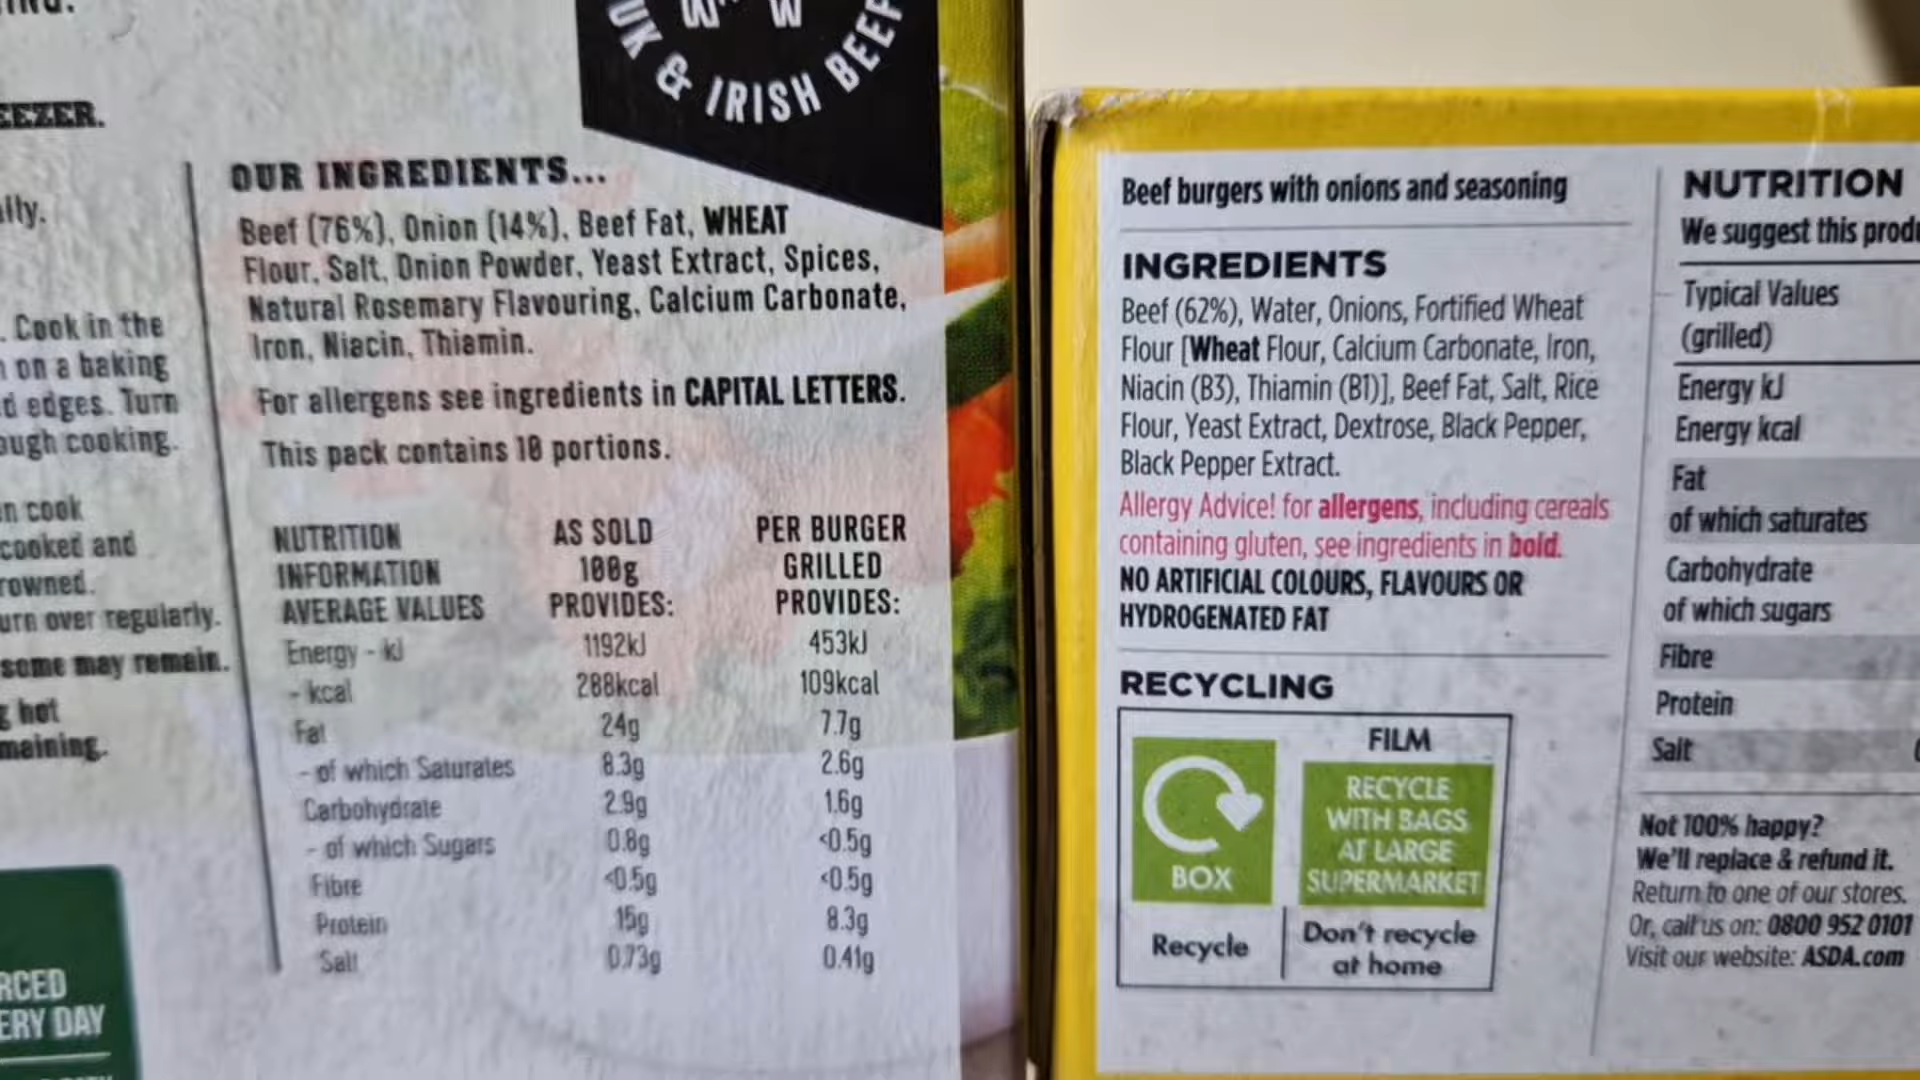 EEZER.
ally.
. Cook in the
on a baking
d edges. Turn
ough cooking.
n cook
cooked and
rowned.
urn over regularly.
some may remain.
g hot
maining.
RCED
ERY DAY
UK & IRISH BEEF
OUR INGREDIENTS...
Beef (76%), Onion (14%), Beef Fat, WHEAT
Flour, Salt, Onion Powder, Yeast Extract, Spices,
Natural Rosemary Flavouring, Calcium Carbonate,
Iron, Niacin, Thiamin.
For allergens see ingredients in CAPITAL LETTERS.
This pack contains 10 portions.
NUTRITION AS SOLD PER BURGER
INFORMATION 100g GRILLED
AVERAGE VALUES PROVIDES: PROVIDES:
Energy - kJ 1192kJ 453kJ
- kcal 288kcal 109kcal
Fat 24g 7.7g
- of which Saturates 8.3g 2.6g
Carbohydrate 2.9g 1.6g
- of which Sugars 0.8g <0.5g
Fibre <0.5g <0.5g
Protein 15g 8.3g
Salt 0.73g 0.41g
Beef burgers with onions and seasoning
INGREDIENTS
Beef (62%), Water, Onions, Fortified Wheat
Flour [Wheat Flour, Calcium Carbonate, Iron,
Niacin (B3), Thiamin (B1)], Beef Fat, Salt, Rice
Flour, Yeast Extract, Dextrose, Black Pepper,
Black Pepper Extract.
Allergy Advice! for allergens, including cereals
containing gluten, see ingredients in bold.
NO ARTIFICIAL COLOURS, FLAVOURS OR
HYDROGENATED FAT
RECYCLING
BOX
Recycle
FILM
RECYCLE
WITH BAGS
AT LARGE
SUPERMARKET
Don't recycle
at home
NUTRITION
We suggest this produ
Typical Values
(grilled)
Energy kJ
Energy kcal
Fat
of which saturates
Carbohydrate
of which sugars
Fibre
Protein
Salt
Not 100% happy?
We'll replace & refund it.
Return to one of our stores.
Or, call us on: 0800 952 0101
Visit our website: ASDA.com